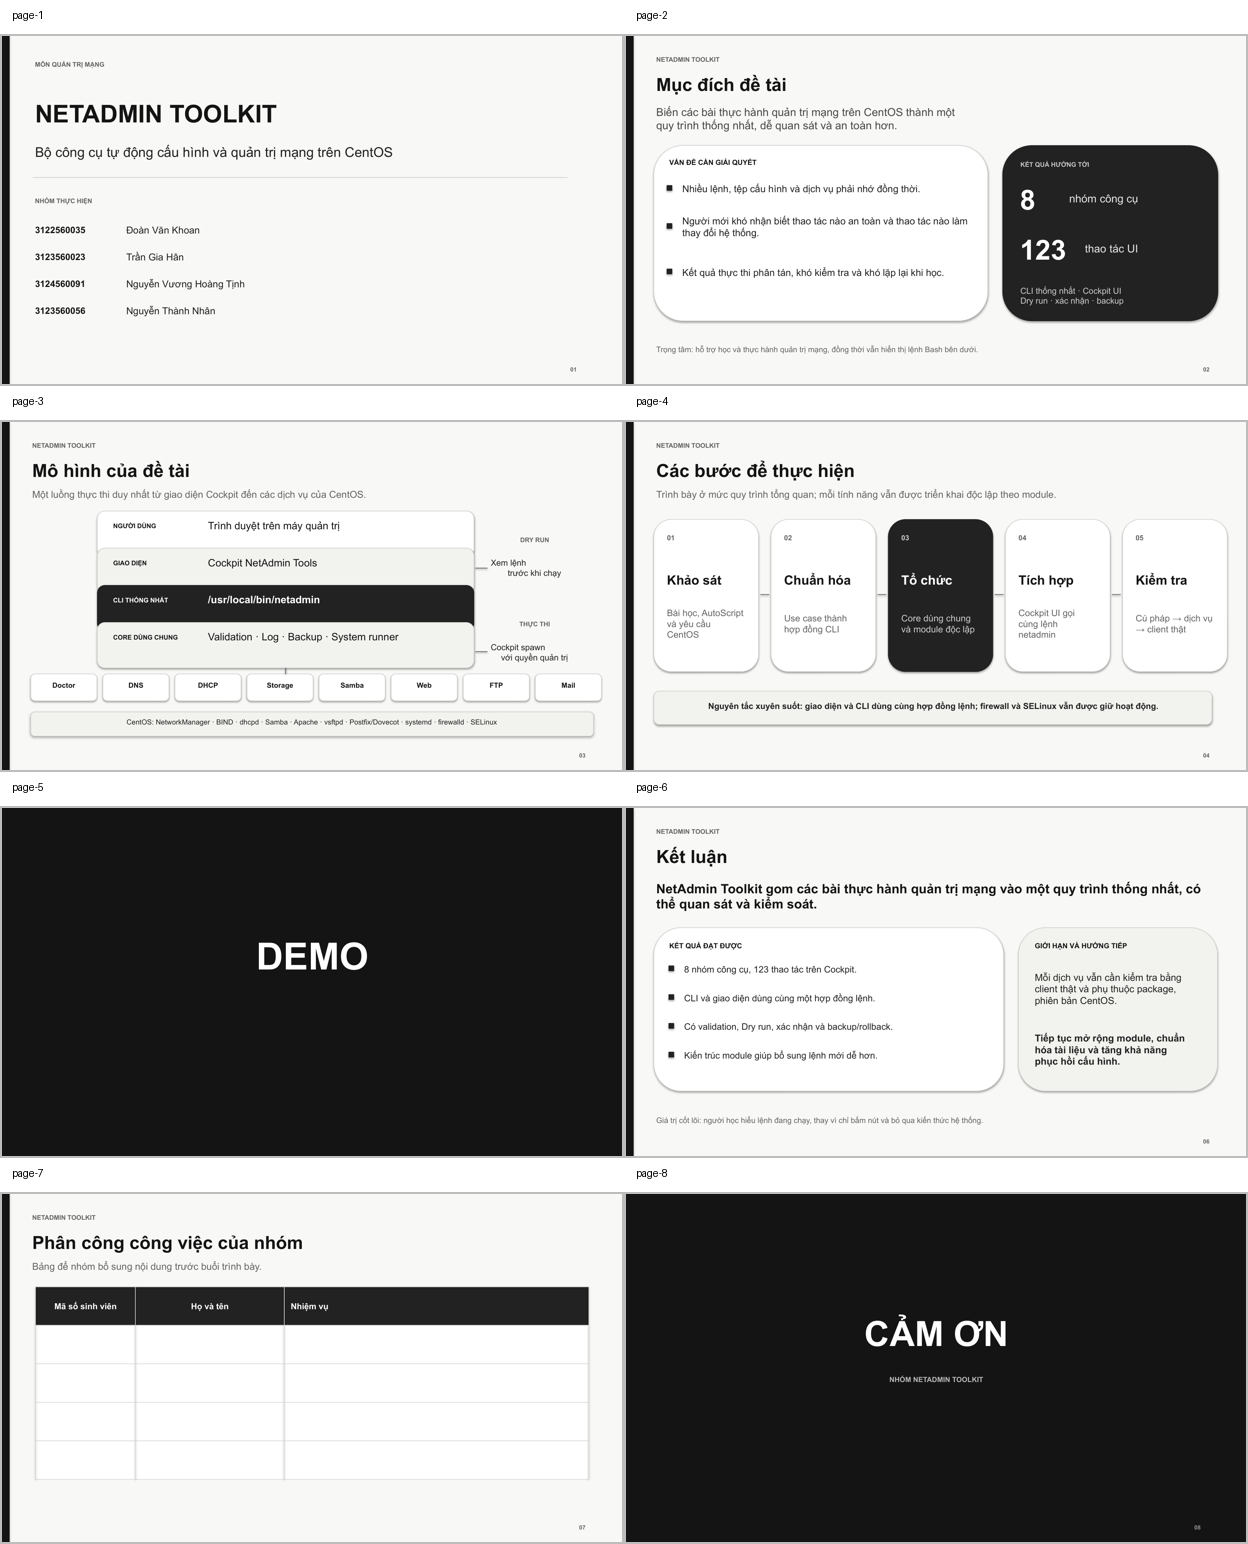 page-1
MÔN QUẢN TRỊ MẠNG
NETADMIN TOOLKIT
Bộ công cụ tự động cấu hình và quản trị mạng trên CentOS
NHÓM THỰC HIỆN
3122560035 Đoàn Văn Khoan
3123560023 Trần Gia Hân
3124560091 Nguyễn Vương Hoàng Tịnh
3123560056 Nguyễn Thành Nhân
01
page-2
NETADMIN TOOLKIT
Mục đích đề tài
Biến các bài thực hành quản trị mạng trên CentOS thành một
quy trình thống nhất, dễ quan sát và an toàn hơn.
VẤN ĐỀ CẦN GIẢI QUYẾT
Nhiều lệnh, tệp cấu hình và dịch vụ phải nhớ đồng thời.
Người mới khó nhận biết thao tác nào an toàn và thao tác nào làm
thay đổi hệ thống.
Kết quả thực thi phân tán, khó kiểm tra và khó lặp lại khi học.
KẾT QUẢ HƯỚNG TỚI
8 nhóm công cụ
123 thao tác UI
CLI thống nhất · Cockpit UI
Dry run · xác nhận · backup
Trọng tâm: hỗ trợ học và thực hành quản trị mạng, đồng thời vẫn hiển thị lệnh Bash bên dưới.
02
page-3
NETADMIN TOOLKIT
Mô hình của đề tài
Một luồng thực thi duy nhất từ giao diện Cockpit đến các dịch vụ của CentOS.
NGƯỜI DÙNG Trình duyệt trên máy quản trị
GIAO DIỆN Cockpit NetAdmin Tools
CLI THỐNG NHẤT /usr/local/bin/netadmin
CORE DÙNG CHUNG Validation · Log · Backup · System runner
DRY RUN
Xem lệnh
trước khi chạy
THỰC THI
Cockpit spawn
với quyền quản trị
Doctor DNS DHCP Storage Samba Web FTP Mail
CentOS: NetworkManager · BIND · dhcpd · Samba · Apache · vsftpd · Postfix/Dovecot · systemd · firewalld · SELinux
03
page-4
NETADMIN TOOLKIT
Các bước để thực hiện
Trình bày ở mức quy trình tổng quan; mỗi tính năng vẫn được triển khai độc lập theo module.
01
Khảo sát
Bài học, AutoScript
và yêu cầu
CentOS
02
Chuẩn hóa
Use case thành
hợp đồng CLI
03
Tổ chức
Core dùng chung
và module độc lập
04
Tích hợp
Cockpit UI gọi
cùng lệnh
netadmin
05
Kiểm tra
Cú pháp → dịch vụ
→ client thật
Nguyên tắc xuyên suốt: giao diện và CLI dùng cùng hợp đồng lệnh; firewall và SELinux vẫn được giữ hoạt động.
04
page-5
DEMO
page-6
NETADMIN TOOLKIT
Kết luận
NetAdmin Toolkit gom các bài thực hành quản trị mạng vào một quy trình thống nhất, có
thể quan sát và kiểm soát.
KẾT QUẢ ĐẠT ĐƯỢC
8 nhóm công cụ, 123 thao tác trên Cockpit.
CLI và giao diện dùng cùng một hợp đồng lệnh.
Có validation, Dry run, xác nhận và backup/rollback.
Kiến trúc module giúp bổ sung lệnh mới dễ hơn.
GIỚI HẠN VÀ HƯỚNG TIẾP
Mỗi dịch vụ vẫn cần kiểm tra bằng
client thật và phụ thuộc package,
phiên bản CentOS.
Tiếp tục mở rộng module, chuẩn
hóa tài liệu và tăng khả năng
phục hồi cấu hình.
Giá trị cốt lõi: người học hiểu lệnh đang chạy, thay vì chỉ bấm nút và bỏ qua kiến thức hệ thống.
06
page-7
NETADMIN TOOLKIT
Phân công công việc của nhóm
Bảng để nhóm bổ sung nội dung trước buổi trình bày.
Mã số sinh viên Họ và tên Nhiệm vụ
07
page-8
CẢM ƠN
NHÓM NETADMIN TOOLKIT
08